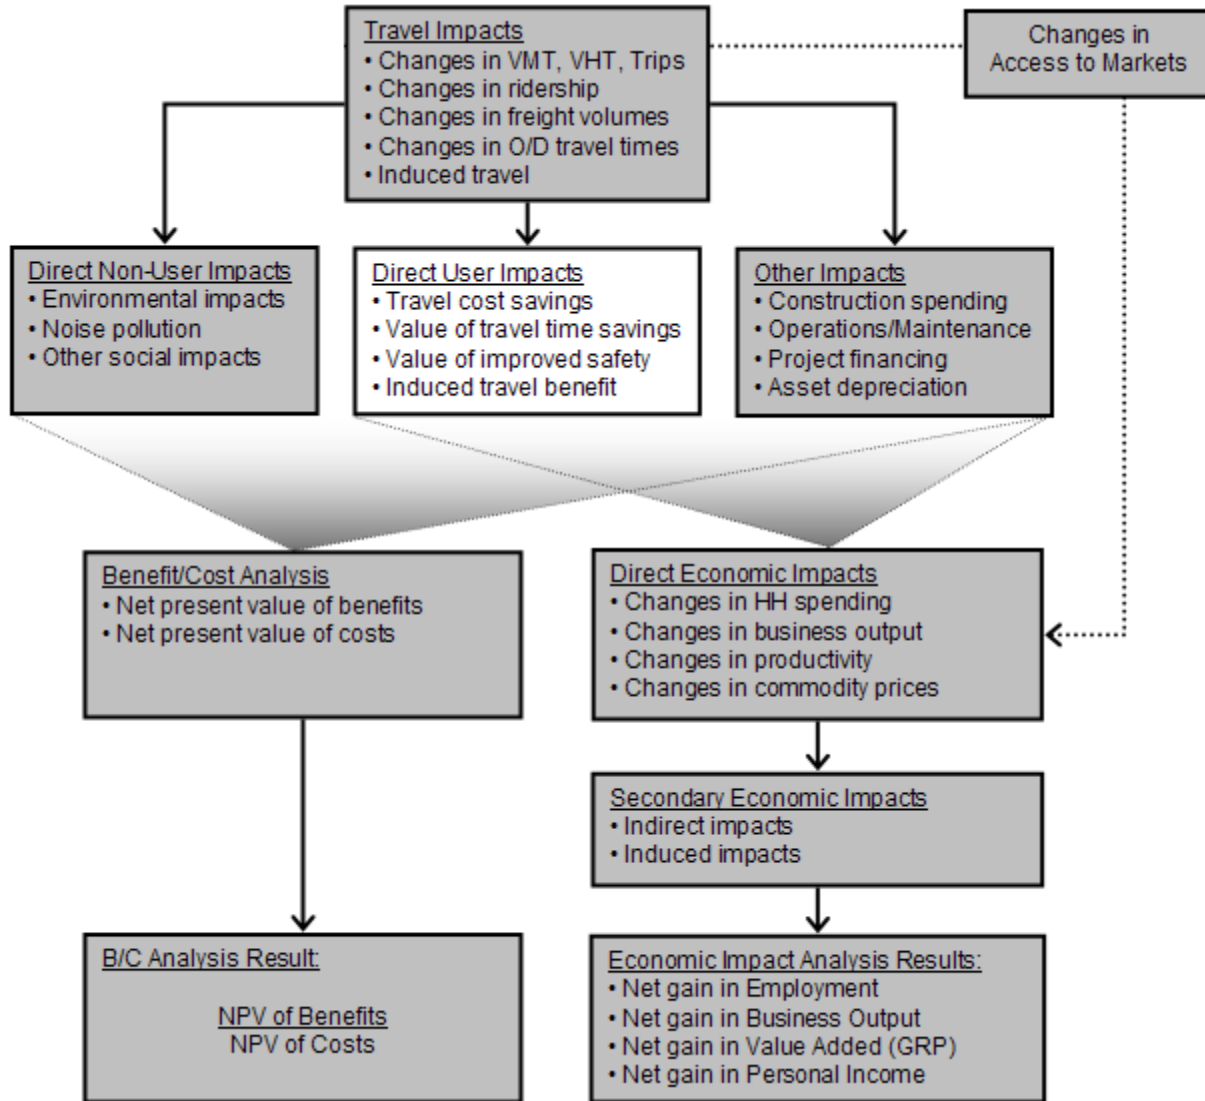 Travel Impacts
• Changes in VMT, VHT, Trips
• Changes in ridership
• Changes in freight volumes
• Changes in O/D travel times
• Induced travel
Changes in
Access to Markets
Direct Non-User Impacts
• Environmental impacts
• Noise pollution
• Other social impacts
Direct User Impacts
• Travel cost savings
• Value of travel time savings
• Value of improved safety
• Induced travel benefit
Other Impacts
• Construction spending
• Operations/Maintenance
• Project financing
• Asset depreciation
Benefit/Cost Analysis
• Net present value of benefits
• Net present value of costs
Direct Economic Impacts
• Changes in HH spending
• Changes in business output
• Changes in productivity
• Changes in commodity prices
Secondary Economic Impacts
• Indirect impacts
• Induced impacts
B/C Analysis Result:
NPV of Benefits
NPV of Costs
Economic Impact Analysis Results:
• Net gain in Employment
• Net gain in Business Output
• Net gain in Value Added (GRP)
• Net gain in Personal Income